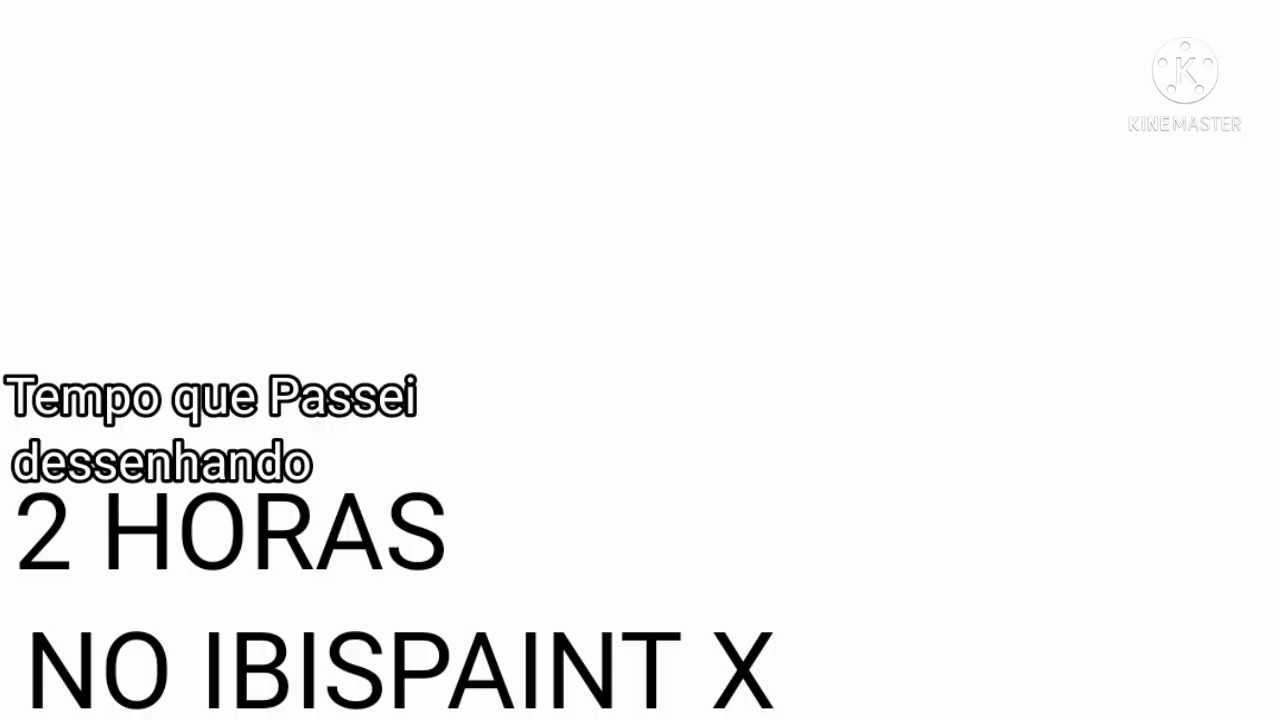 K
KINEMASTER
Tempo que Passei
dessenhando
2 HORAS
NO IBISPAINT X